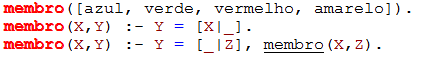 membro([azul, verde, vermelho, amarelo]).
membro(X,Y) :- Y = [X|_].
membro(X,Y) :- Y = [_|Z], membro(X,Z).